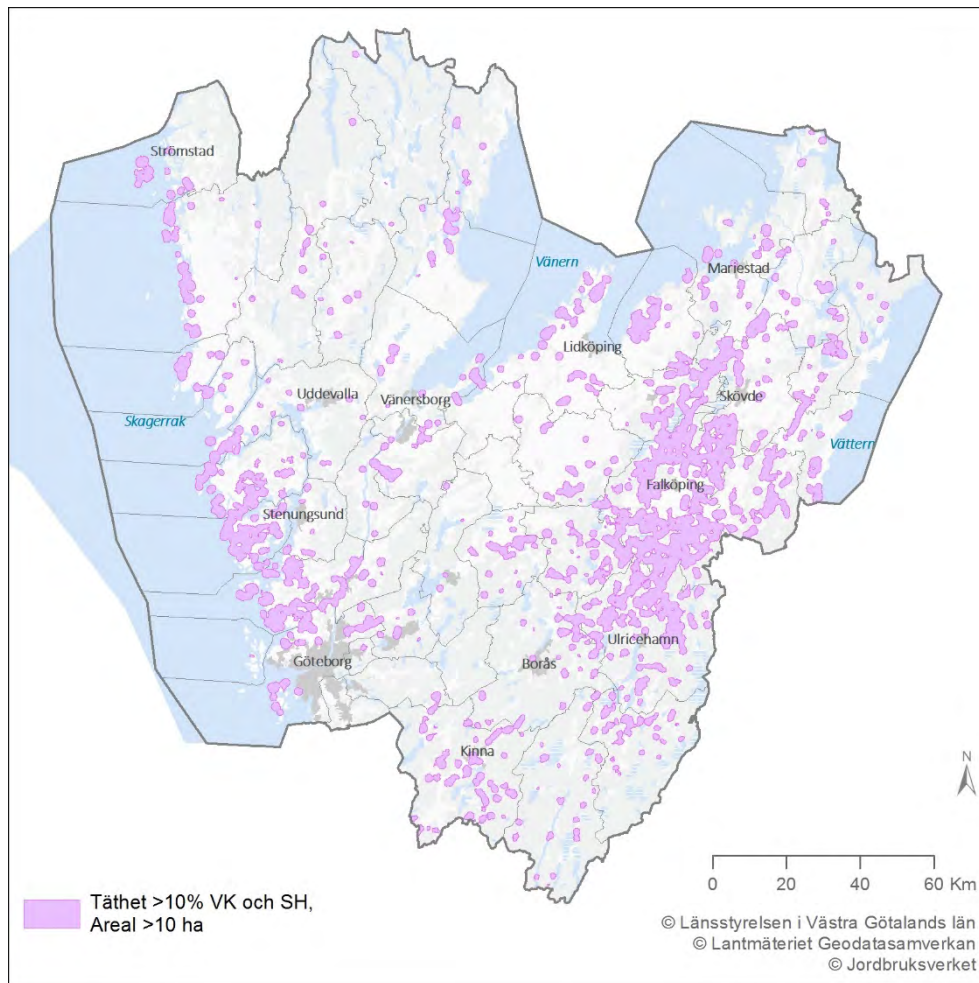 Strömstad
Vänern
Mariestad
Lidköping
Uddevalla
Vänersborg
Skövde
Skagerrak
Vättern
Falköping
Stenungsund
Ulricehamn
Göteborg
Borås
Kinna
N
0 20 40 60 Km
Täthet >10% VK och SH,
Areal >10 ha
© Länsstyrelsen i Västra Götalands län
© Lantmäteriet Geodatasamverkan
© Jordbruksverket